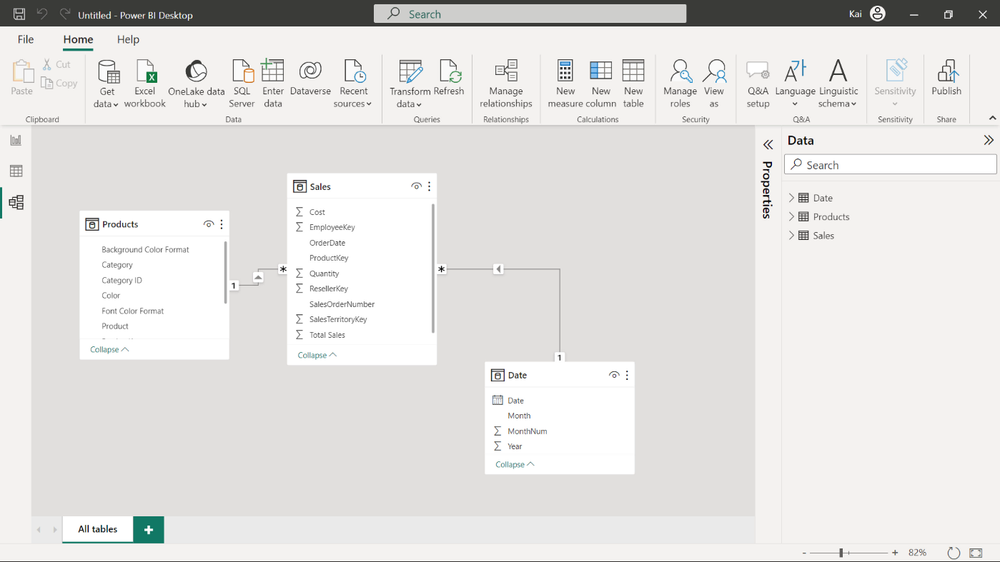 Untitled - Power BI Desktop
Search
Kai
File
Home
Help
Paste
Cut
Copy
Clipboard
Get data
Excel workbook
OneLake data hub
SQL Server
Enter data
Dataverse
Recent sources
Data
Transform data
Refresh
Queries
Manage relationships
Relationships
New measure
New column
New table
Calculations
Manage roles
View as
Security
Q&A setup
Language
Linguistic schema
Q&A
Sensitivity
Sensitivity
Publish
Share
Products
Background Color Format
Category
Category ID
Color
Font Color Format
Product
Collapse
1
*
Sales
Σ Cost
Σ EmployeeKey
OrderDate
ProductKey
Σ Quantity
Σ ResellerKey
SalesOrderNumber
Σ SalesTerritoryKey
Σ Total Sales
Collapse
*
1
Date
Date
Month
Σ MonthNum
Σ Year
Collapse
Properties
Data
Search
Date
Products
Sales
All tables
+
- + 82%